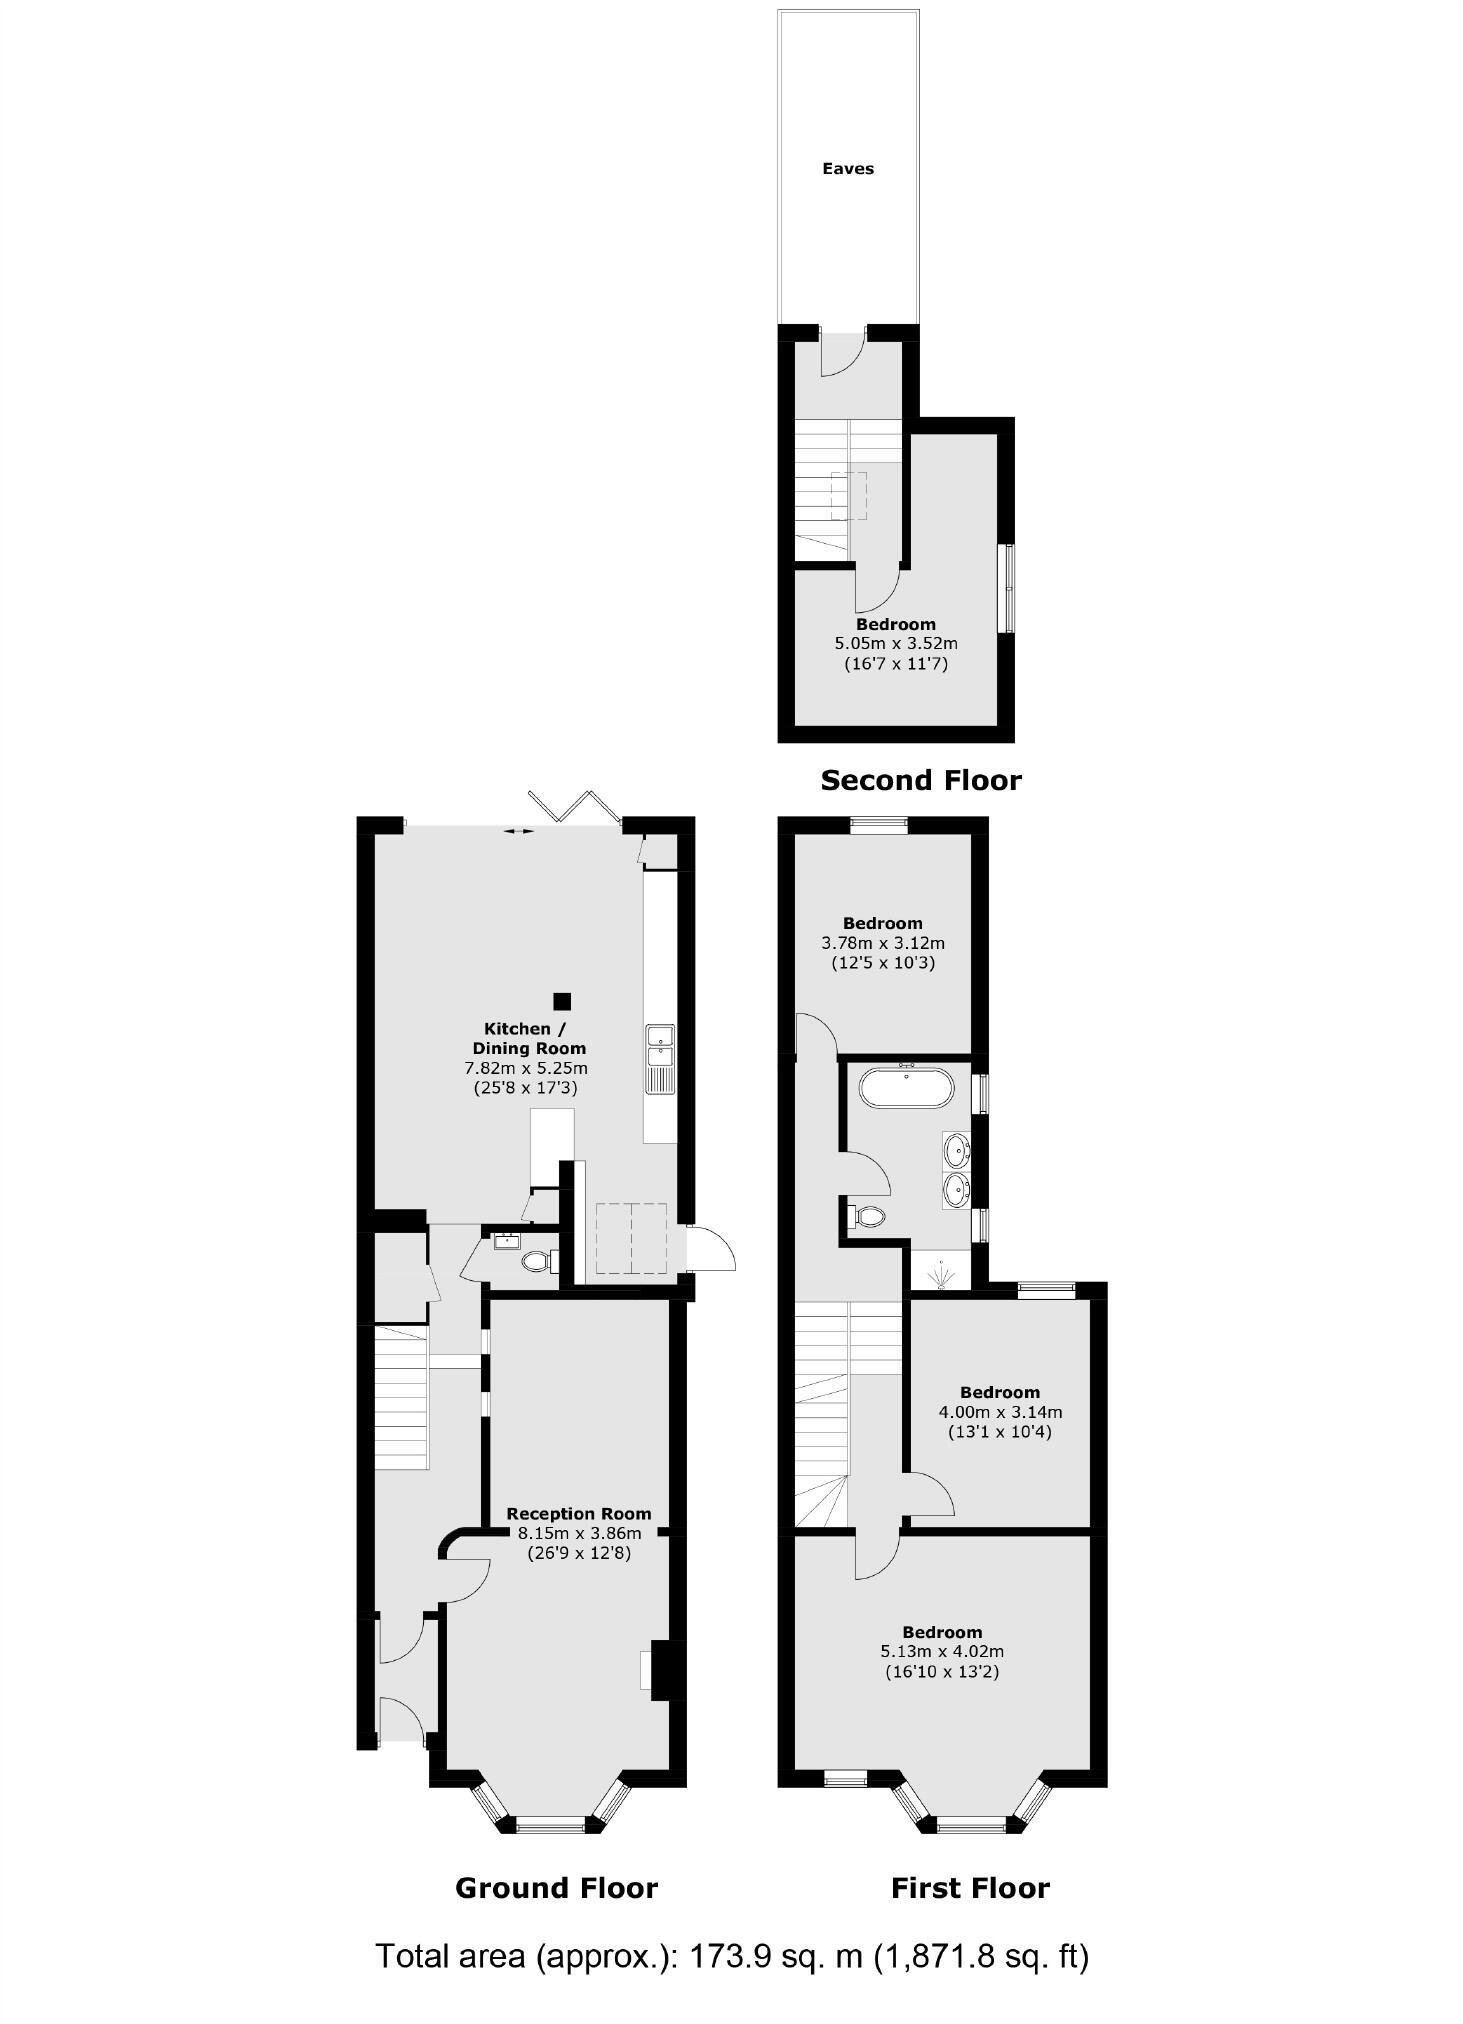 Eaves
Bedroom
5.05m x 3.52m
(16'7 x 11'7)
Second Floor
Kitchen /
Dining Room
7.82m x 5.25m
(25'8 x 17'3)
Reception Room
8.15m x 3.86m
(26'9 x 12'8)
Ground Floor
Bedroom
3.78m x 3.12m
(12'5 x 10'3)
Bedroom
4.00m x 3.14m
(13'1 x 10'4)
Bedroom
5.13m x 4.02m
(16'10 x 13'2)
First Floor
Total area (approx.): 173.9 sq. m (1,871.8 sq. ft)